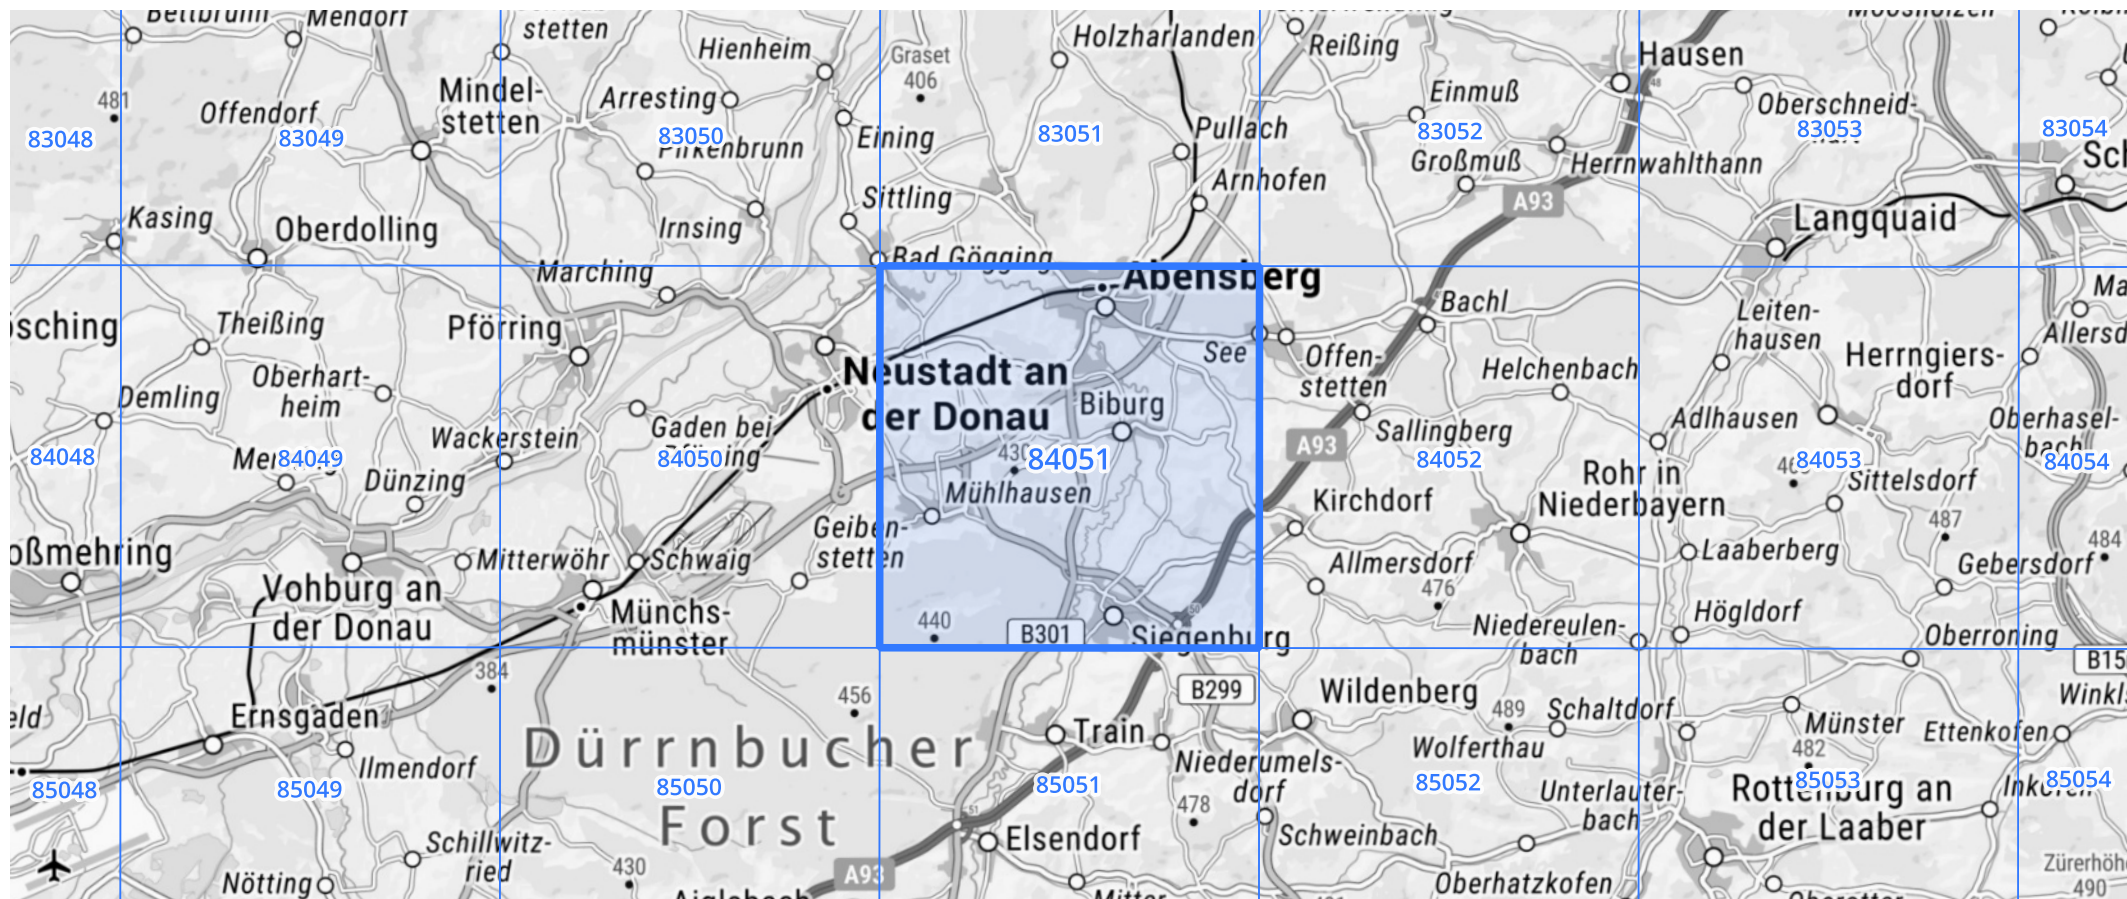 Mendorf
stetten
Hienheim
Graset
406
Holzharlanden
Reißing
Hausen
48
481
Offendorf
83048
83049
Mindel-
stetten
Arresting
83050
Eining
83051
Pullach
Einmuß
83052
Großmuß
Herrnwahlthann
Oberschneid-
83053
83054
Kasing
Oberdolling
Irnsing
Sittling
Arnhofen
A93
Langquaid
Marching
Bad Gögging
Abensberg
Bachl
Leiten-
hausen
Theißing
Pförring
See
Offen-
stetten
Helchenbach
Herrngiers-
dorf
Demling
Oberhart-
heim
Neustadt an
der Donau
Biburg
Gaden bei
Wackerstein
A93
Sallingberg
Adlhausen
Oberhasel-
bach
84048
84049
84050
430
84051
84052
84053
84054
Dünzing
Mühlhausen
Kirchdorf
Rohr in
Niederbayern
Sittelsdorf
487
484
Mitterwöhr
Schwaig
Geiben-
stetten
Allmersdorf
476
Laaberberg
Gebersdorf
Vohburg an
der Donau
Münchs-
münster
440
B301
50
Siegenburg
Niedereulen-
bach
Högldorf
Oberroning
B15
384
456
B299
Wildenberg
489
Schaltdorf
Ernsgaden
Dürrnbucher
Forst
Train
Niederumels-
dorf
Wolferthau
Münster
482
Ettenkofen
85048
Ilmendorf
85049
85050
85051
478
85052
Unterlauter-
bach
85053
Rottenburg an
der Laaber
85054
51
Elsendorf
Schweinbach
Schillwitz-
ried
430
Nötting
A93
Oberhatzkofen
490